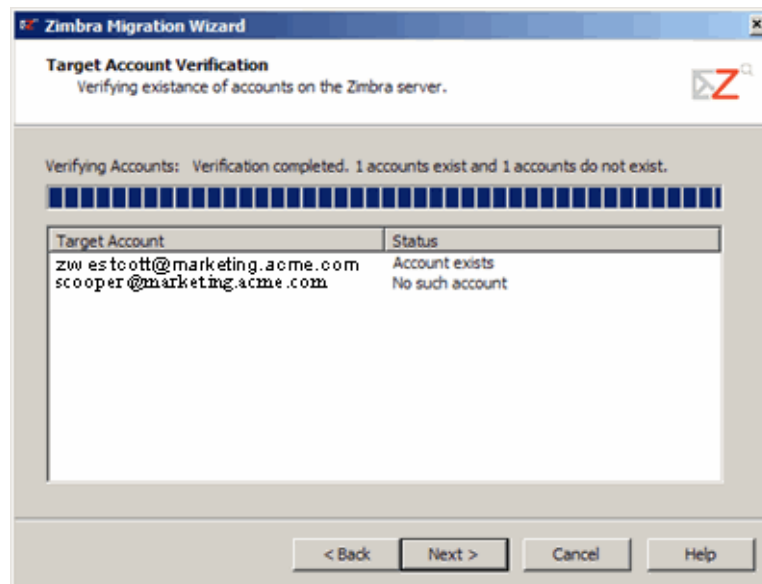 Zimbra Migration Wizard
Target Account Verification
Verifying existance of accounts on the Zimbra server.
Verifying Accounts: Verification completed. 1 accounts exist and 1 accounts do not exist.
Target Account Status
zwestcott@marketing.acme.com Account exists
scooper@marketing.acme.com No such account
< Back Next > Cancel Help